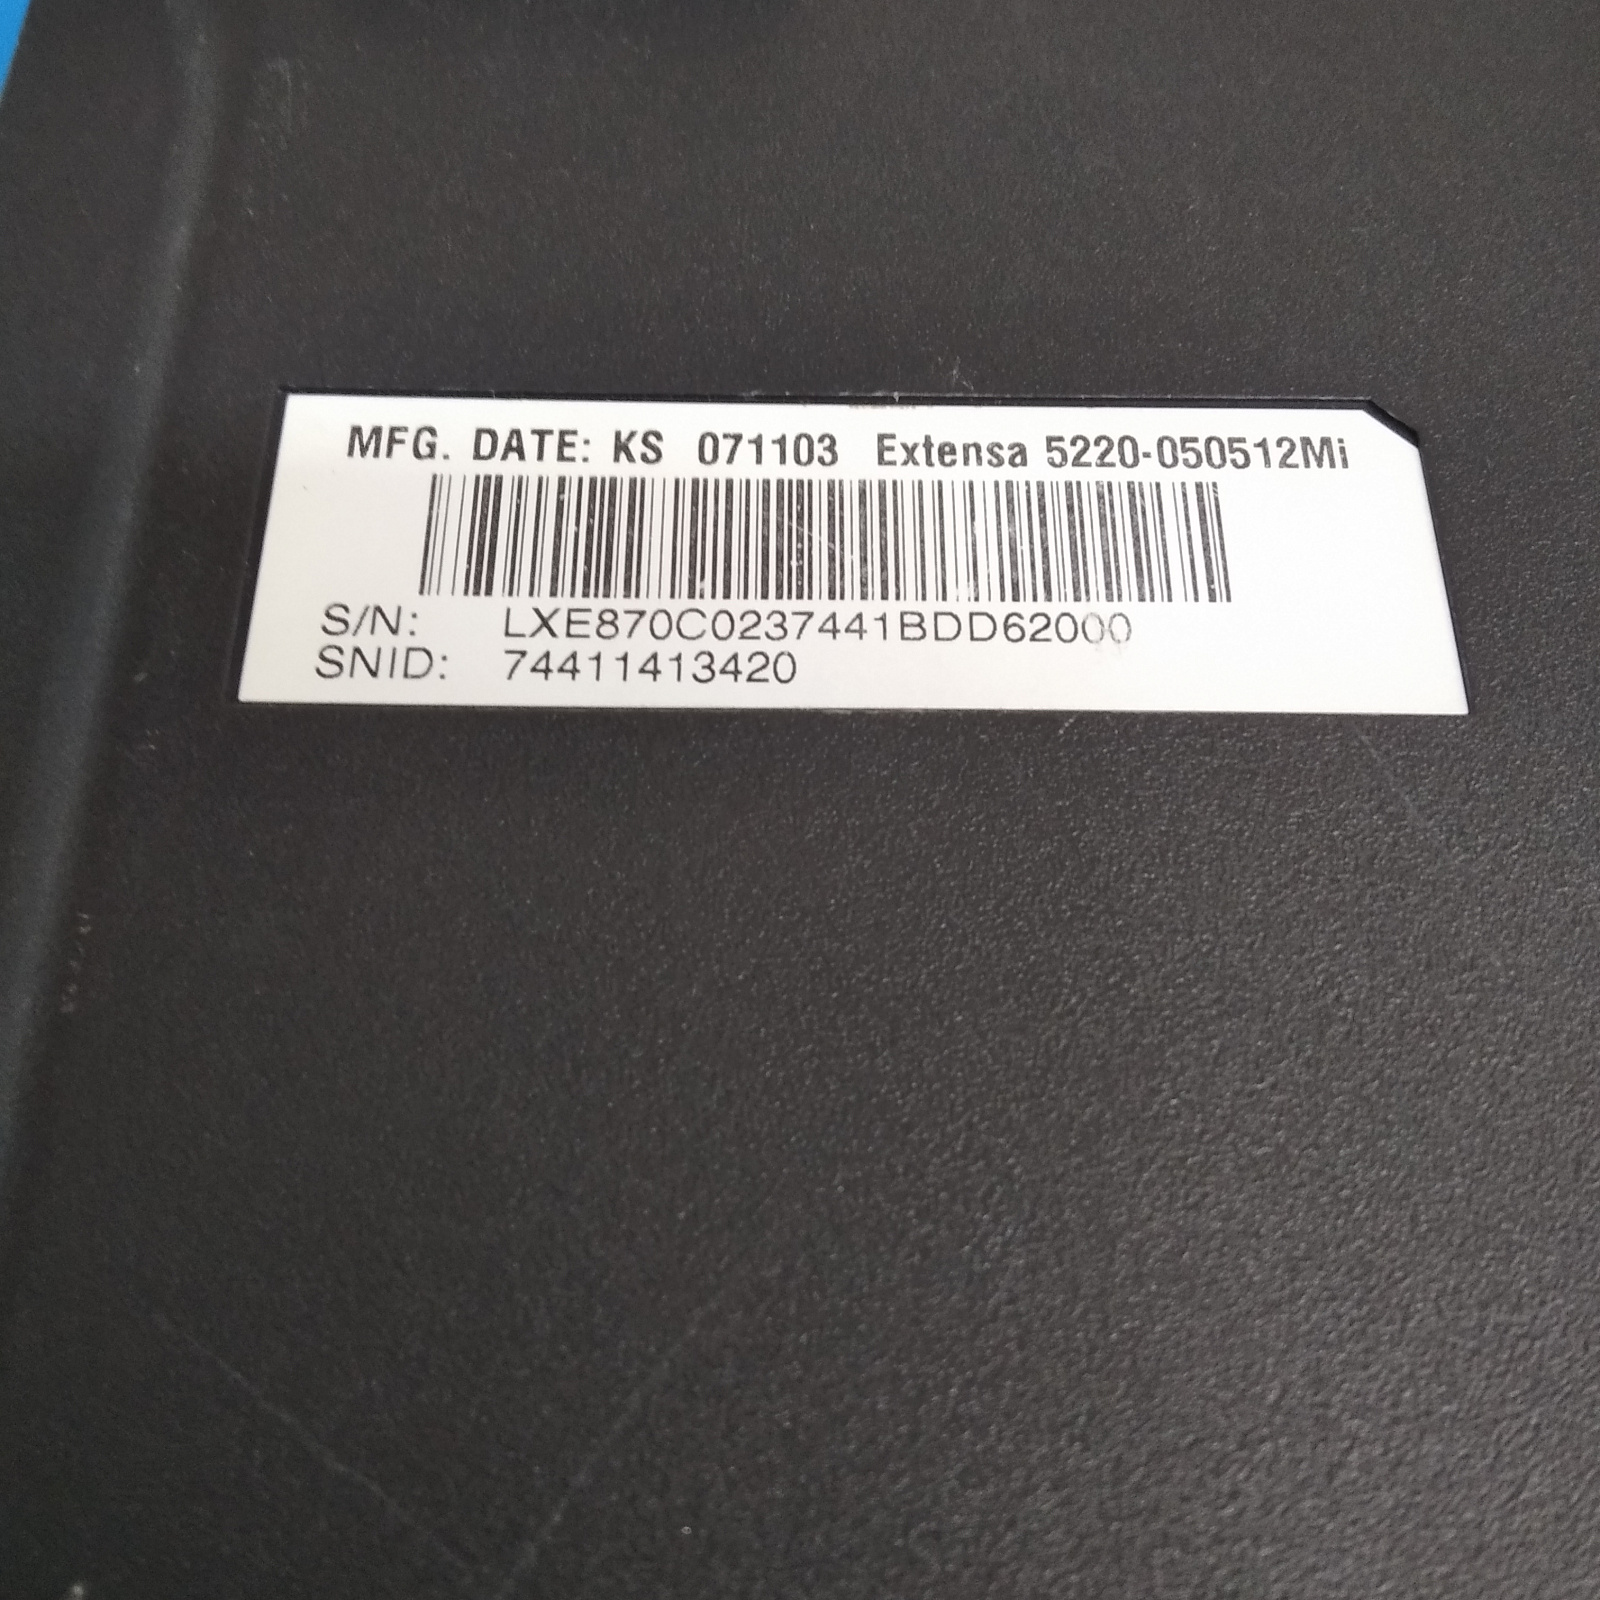 MFG. DATE: KS 071103 Extensa 5220-050512Mi
S/N: LXE870C0237441BDD62000
SNID: 74411413420